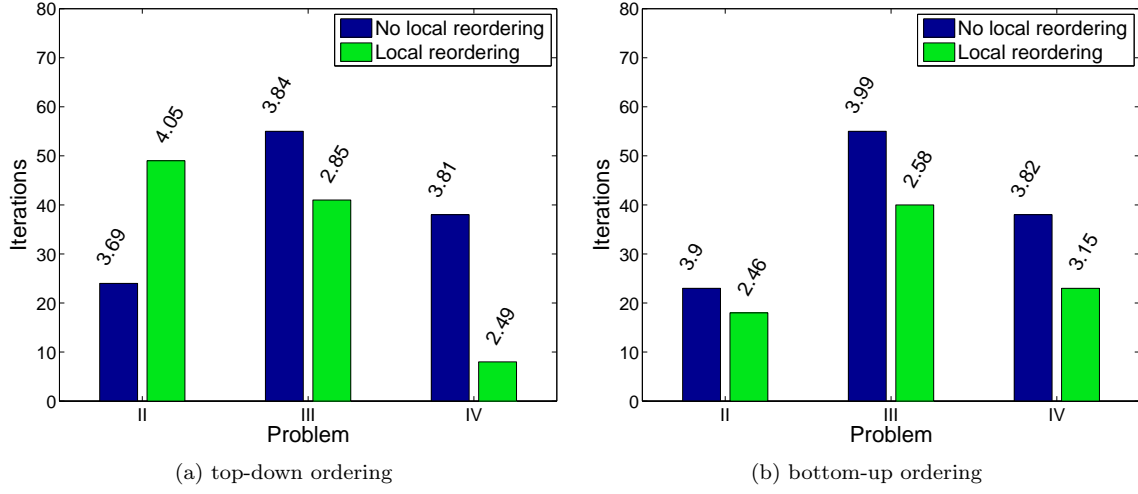 80
70
60
50
40
30
20
10
0
Iterations
No local reordering
Local reordering
3.69
4.05
3.84
2.85
3.81
2.49
II
III
IV
Problem
(a) top-down ordering
80
70
60
50
40
30
20
10
0
Iterations
No local reordering
Local reordering
3.9
2.46
3.99
2.58
3.82
3.15
II
III
IV
Problem
(b) bottom-up ordering